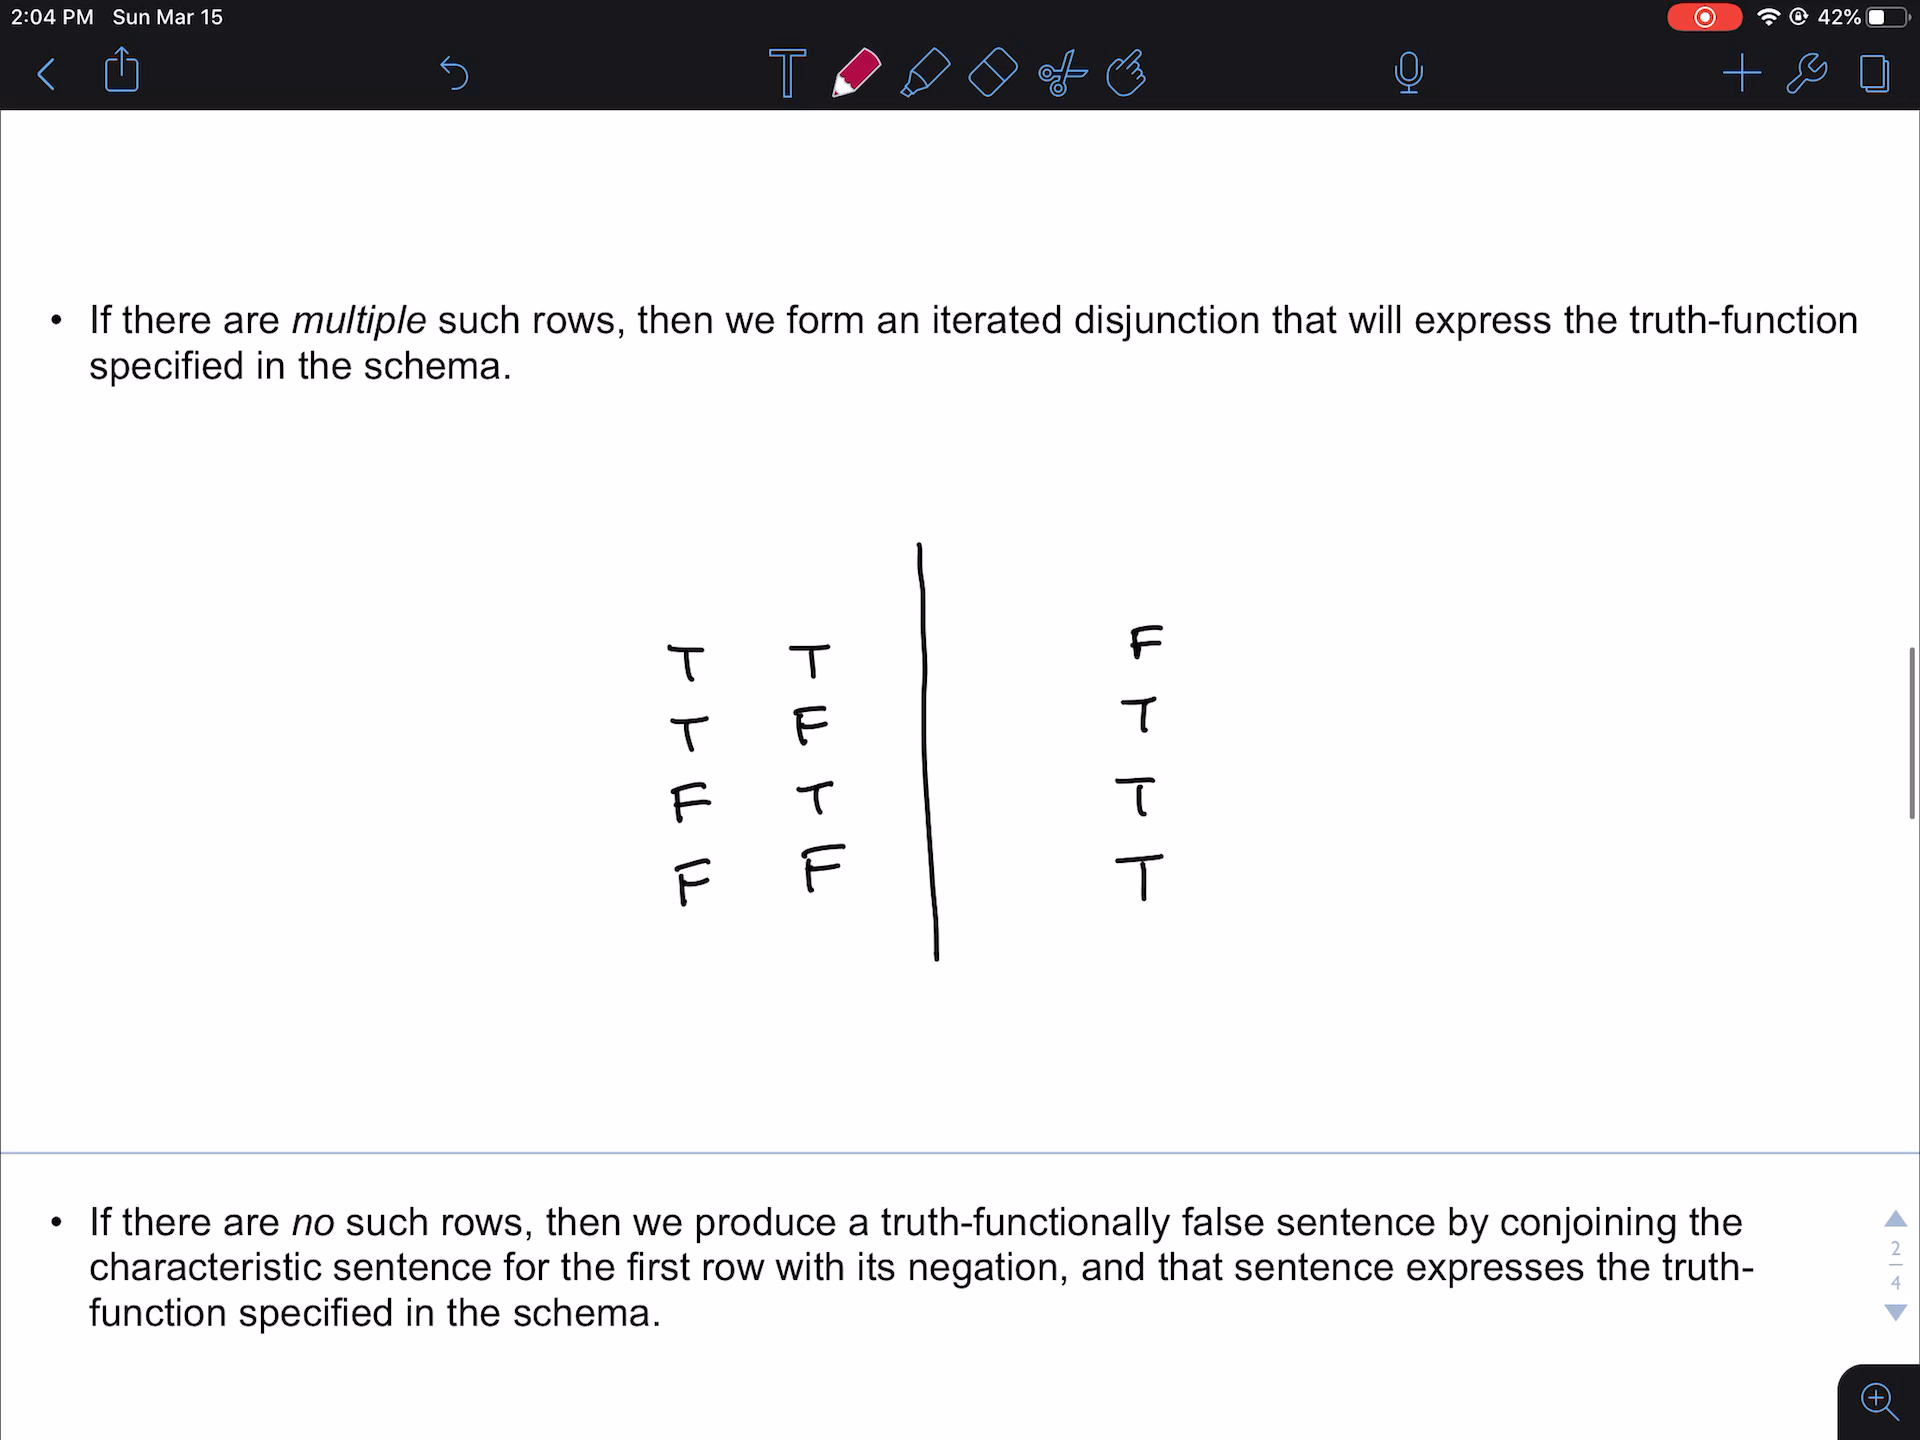 2:04 PM Sun Mar 15 42%
• If there are multiple such rows, then we form an iterated disjunction that will express the truth-function
specified in the schema.
T T F
T F T
F T T
F F T
• If there are no such rows, then we produce a truth-functionally false sentence by conjoining the
characteristic sentence for the first row with its negation, and that sentence expresses the truth-
function specified in the schema.
2
4